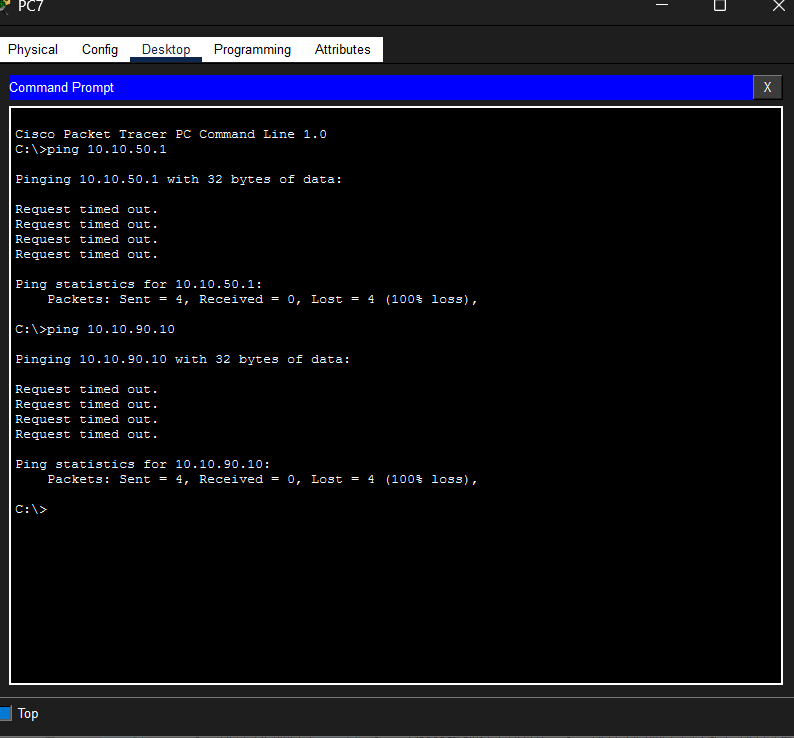 PC7
Physical Config Desktop Programming Attributes
Command Prompt X
Cisco Packet Tracer PC Command Line 1.0
C:\>ping 10.10.50.1
Pinging 10.10.50.1 with 32 bytes of data:
Request timed out.
Request timed out.
Request timed out.
Request timed out.
Ping statistics for 10.10.50.1:
    Packets: Sent = 4, Received = 0, Lost = 4 (100% loss),
C:\>ping 10.10.90.10
Pinging 10.10.90.10 with 32 bytes of data:
Request timed out.
Request timed out.
Request timed out.
Request timed out.
Ping statistics for 10.10.90.10:
    Packets: Sent = 4, Received = 0, Lost = 4 (100% loss),
C:\>
Top